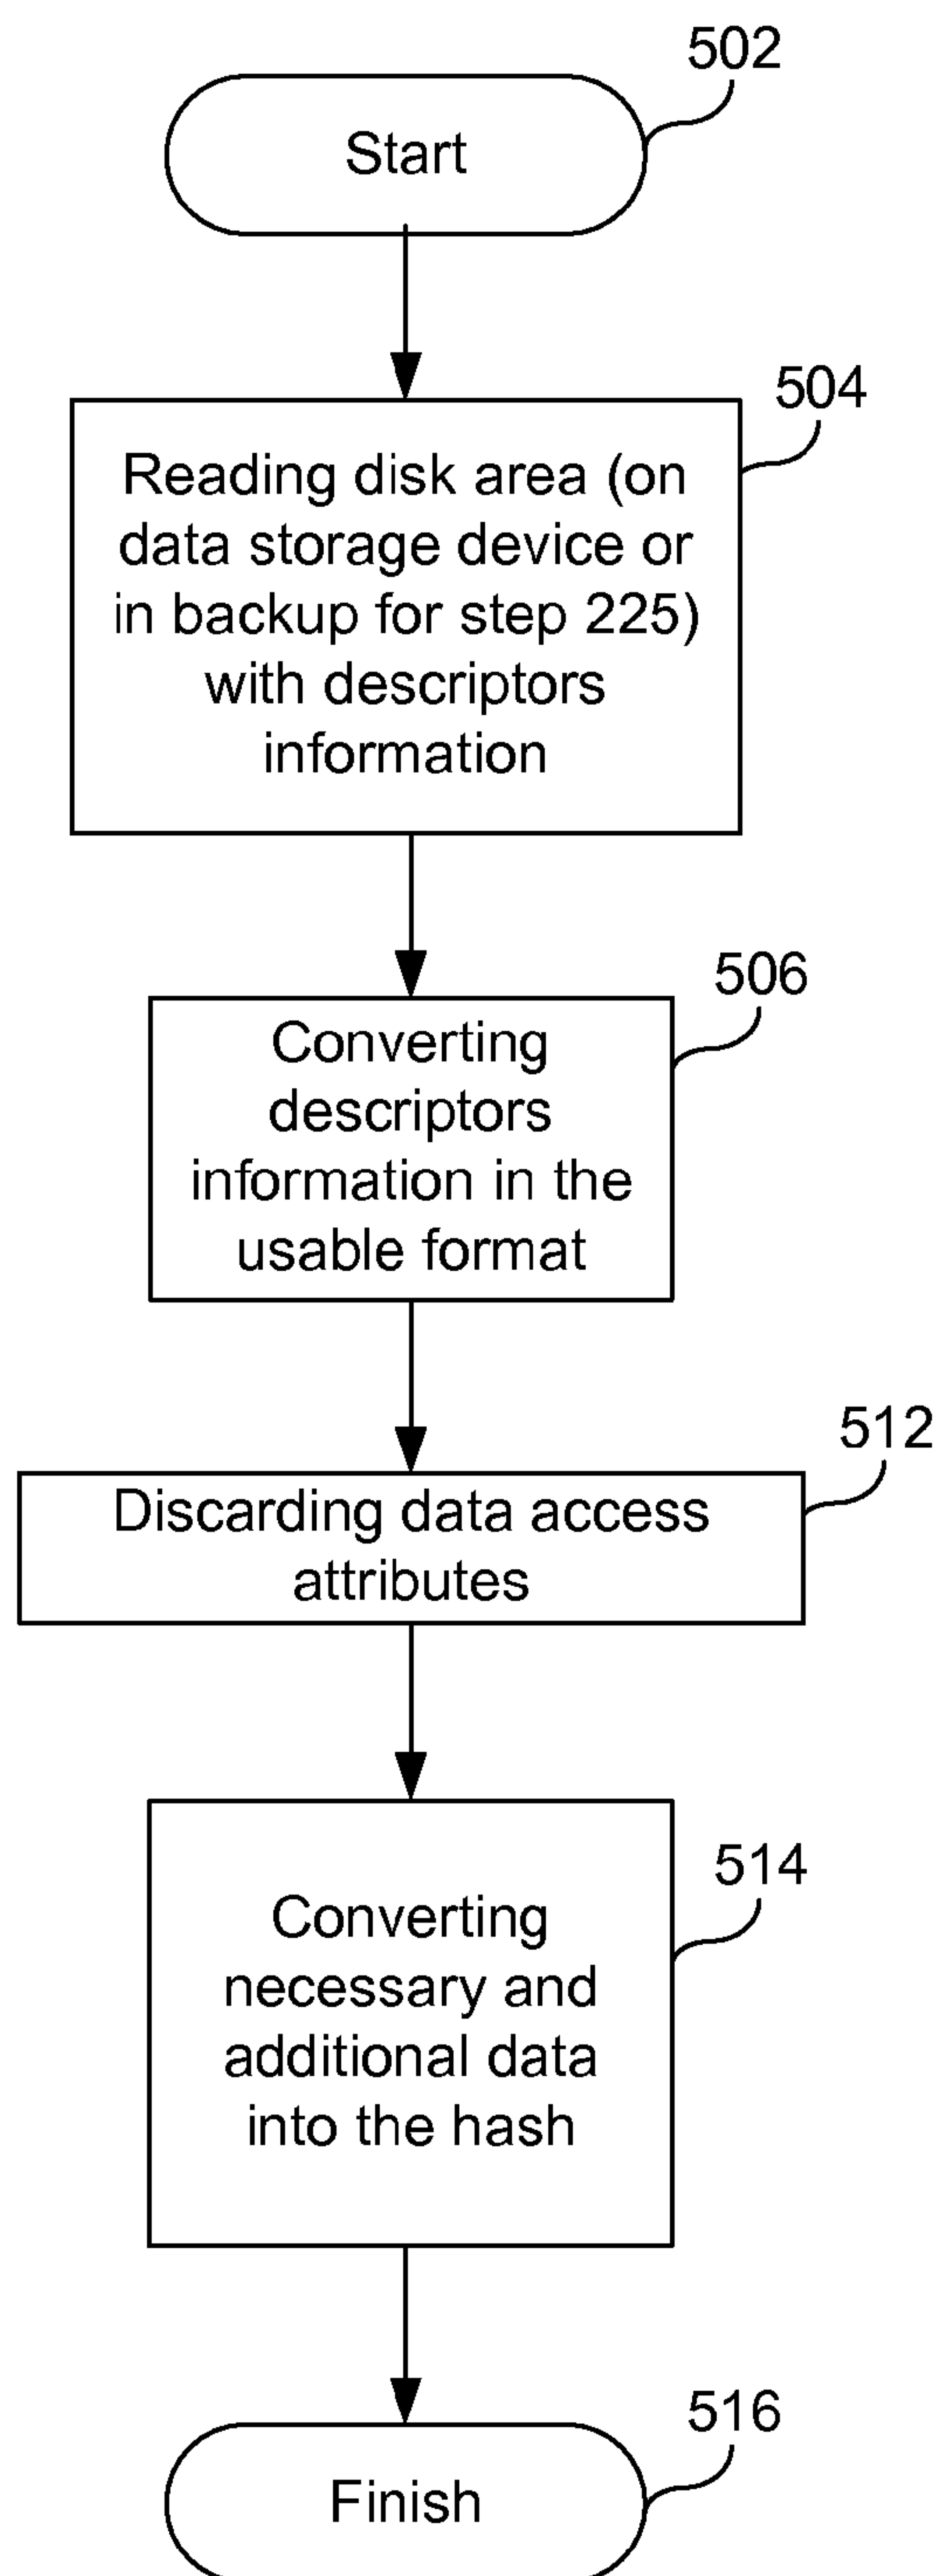 502
Start
504
Reading disk area (on
data storage device or
in backup for step 225)
with descriptors
information
506
Converting
descriptors
information in the
usable format
512
Discarding data access
attributes
514
Converting
necessary and
additional data
into the hash
516
Finish